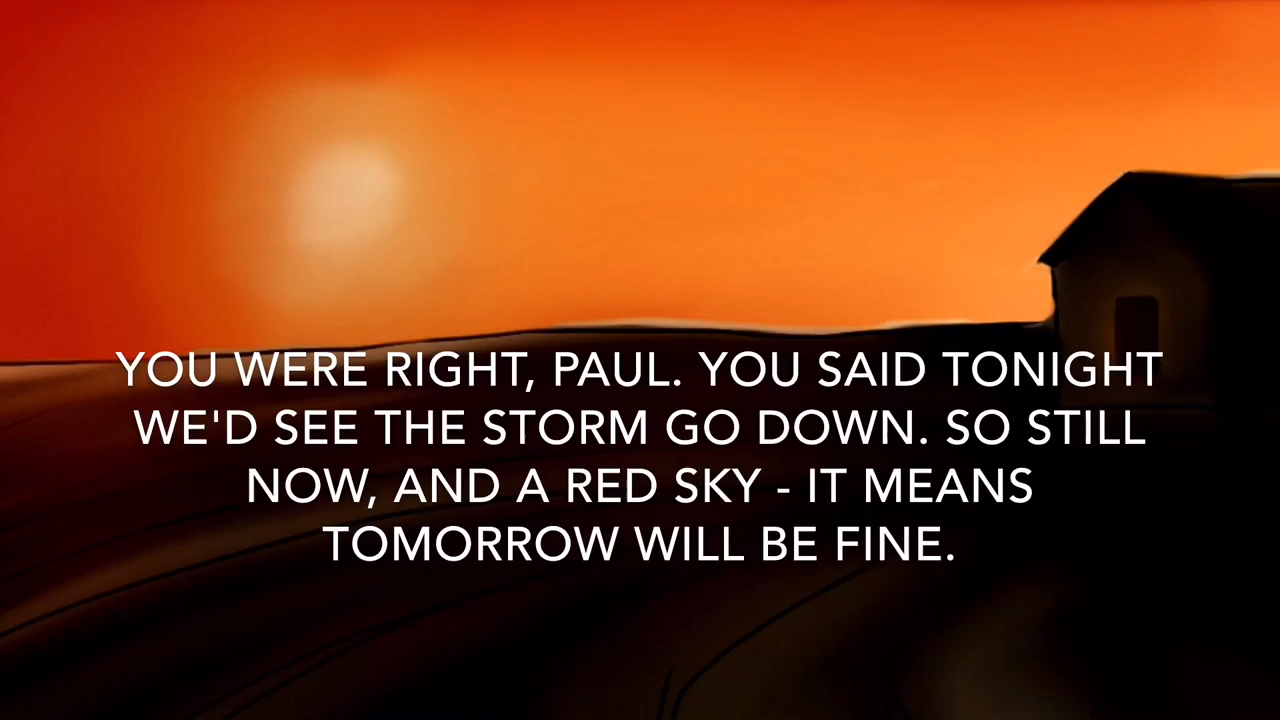 YOU WERE RIGHT, PAUL. YOU SAID TONIGHT
WE'D SEE THE STORM GO DOWN. SO STILL
NOW, AND A RED SKY - IT MEANS
TOMORROW WILL BE FINE.